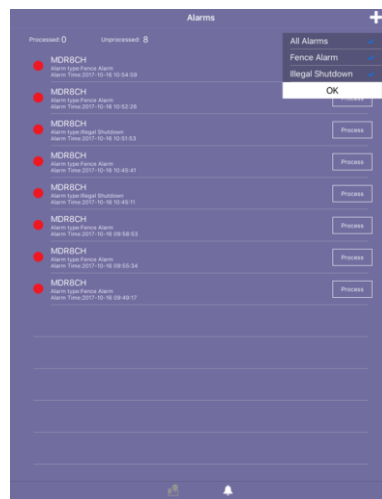 Alarms
Processed:0 Unprocessed: 8
All Alarms
Fence Alarm
Illegal Shutdown
OK
MDR8CH
Alarm type:Fence Alarm
Alarm Time:2017-10-16 10:54:59
MDR8CH
Alarm type:Fence Alarm
Alarm Time:2017-10-16 10:52:26
Process
MDR8CH
Alarm type:Illegal Shutdown
Alarm Time:2017-10-16 10:51:53
Process
MDR8CH
Alarm type:Fence Alarm
Alarm Time:2017-10-16 10:45:41
Process
MDR8CH
Alarm type:Illegal Shutdown
Alarm Time:2017-10-16 10:45:11
Process
MDR8CH
Alarm type:Fence Alarm
Alarm Time:2017-10-16 09:58:53
Process
MDR8CH
Alarm type:Fence Alarm
Alarm Time:2017-10-16 09:55:34
Process
MDR8CH
Alarm type:Fence Alarm
Alarm Time:2017-10-16 09:49:17
Process